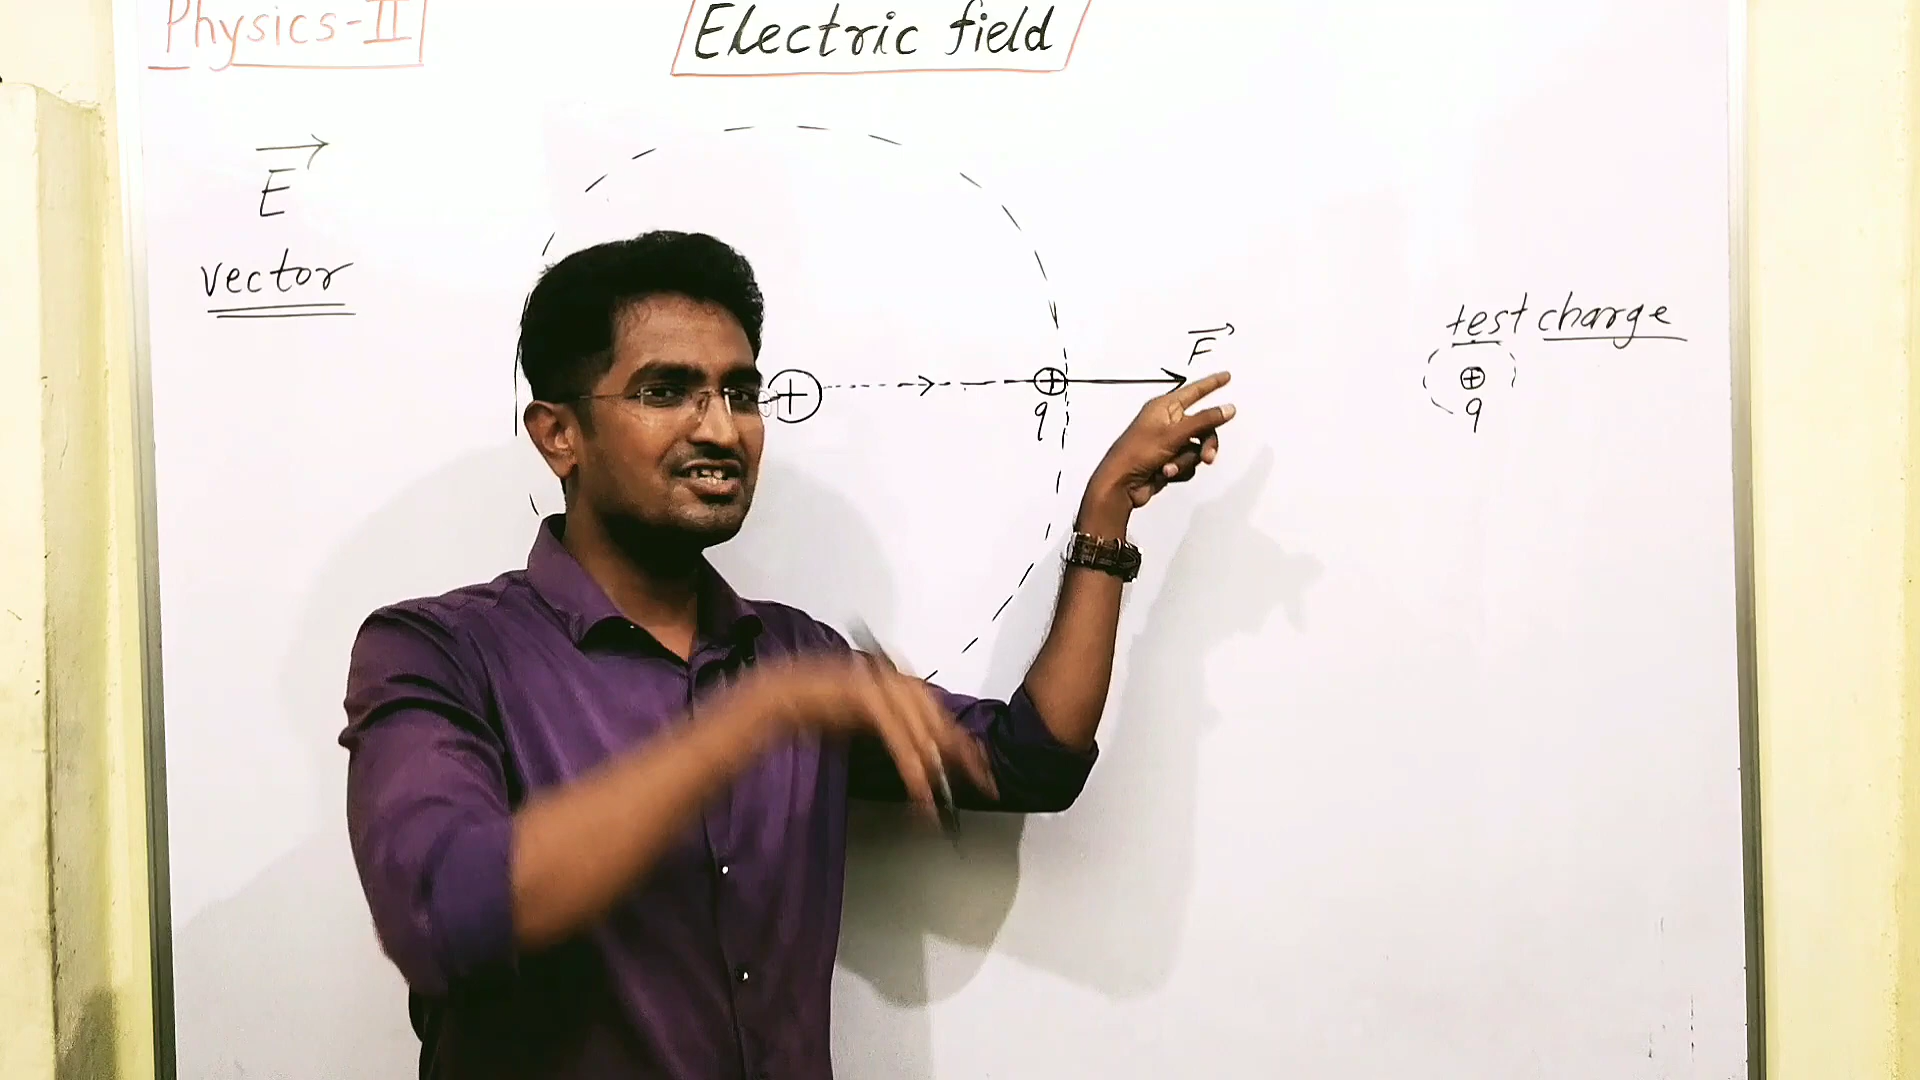 Physics-II
Electric field
E
vector
F
+
+
q
test charge
+
q